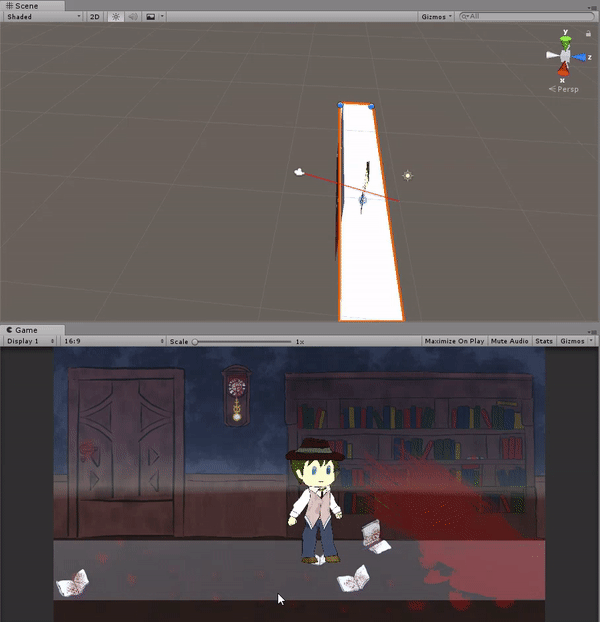 Scene
Shaded 2D Gizmos All
y
z
x
Persp
Game
Display 1 16:9 Scale 1x Maximize On Play Mute Audio Stats Gizmos